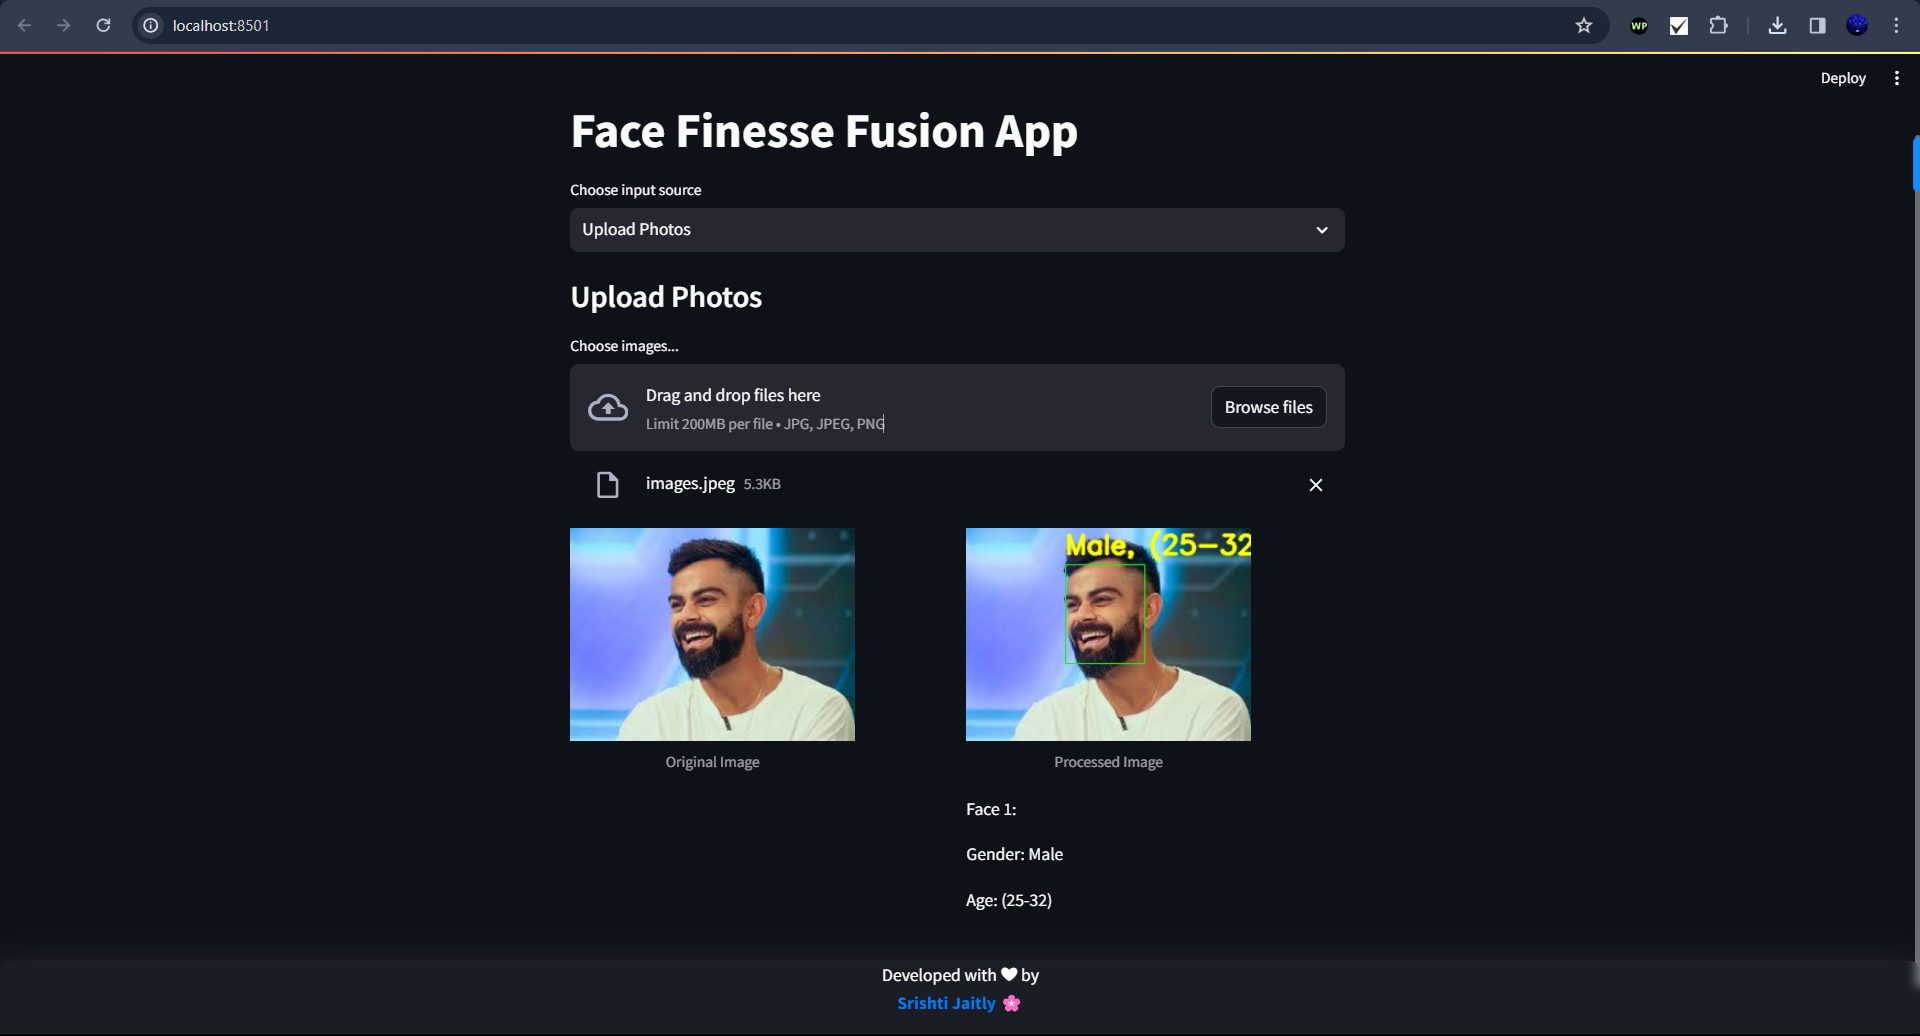 localhost:8501
WP
Deploy
Face Finesse Fusion App
Choose input source
Upload Photos
Upload Photos
Choose images...
Drag and drop files here
Limit 200MB per file • JPG, JPEG, PNG
Browse files
images.jpeg 5.3KB
Male, (25-32
Original Image
Processed Image
Face 1:
Gender: Male
Age: (25-32)
Developed with 🤍 by
Srishti Jaitly 🌸